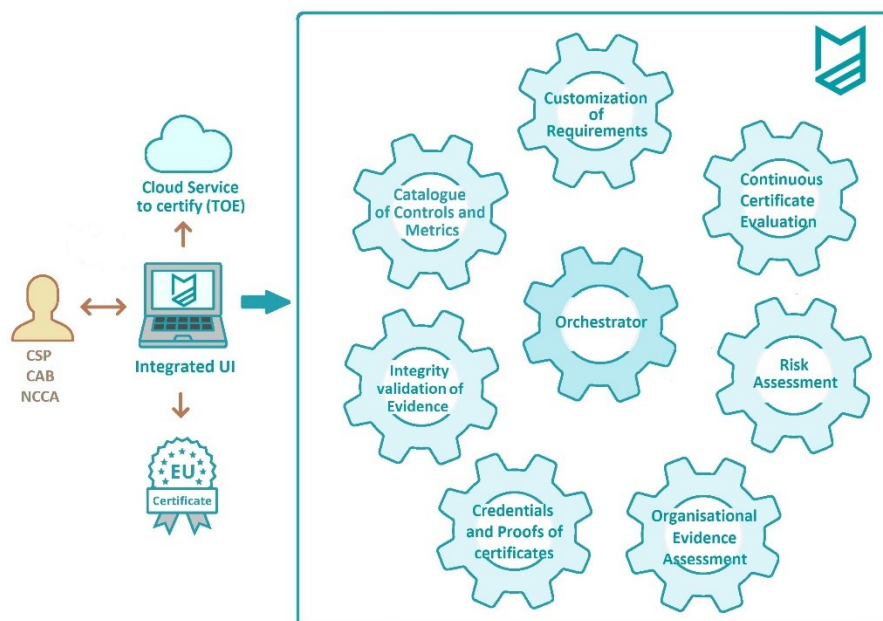 Cloud Service
to certify (TOE)
CSP
CAB
NCCA
Integrated UI
EU
Certificate
Customization
of
Requirements
Catalogue
of Controls and
Metrics
Continuous
Certificate
Evaluation
Orchestrator
Integrity
validation of
Evidence
Risk
Assessment
Credentials
and Proofs of
certificates
Organisational
Evidence
Assessment